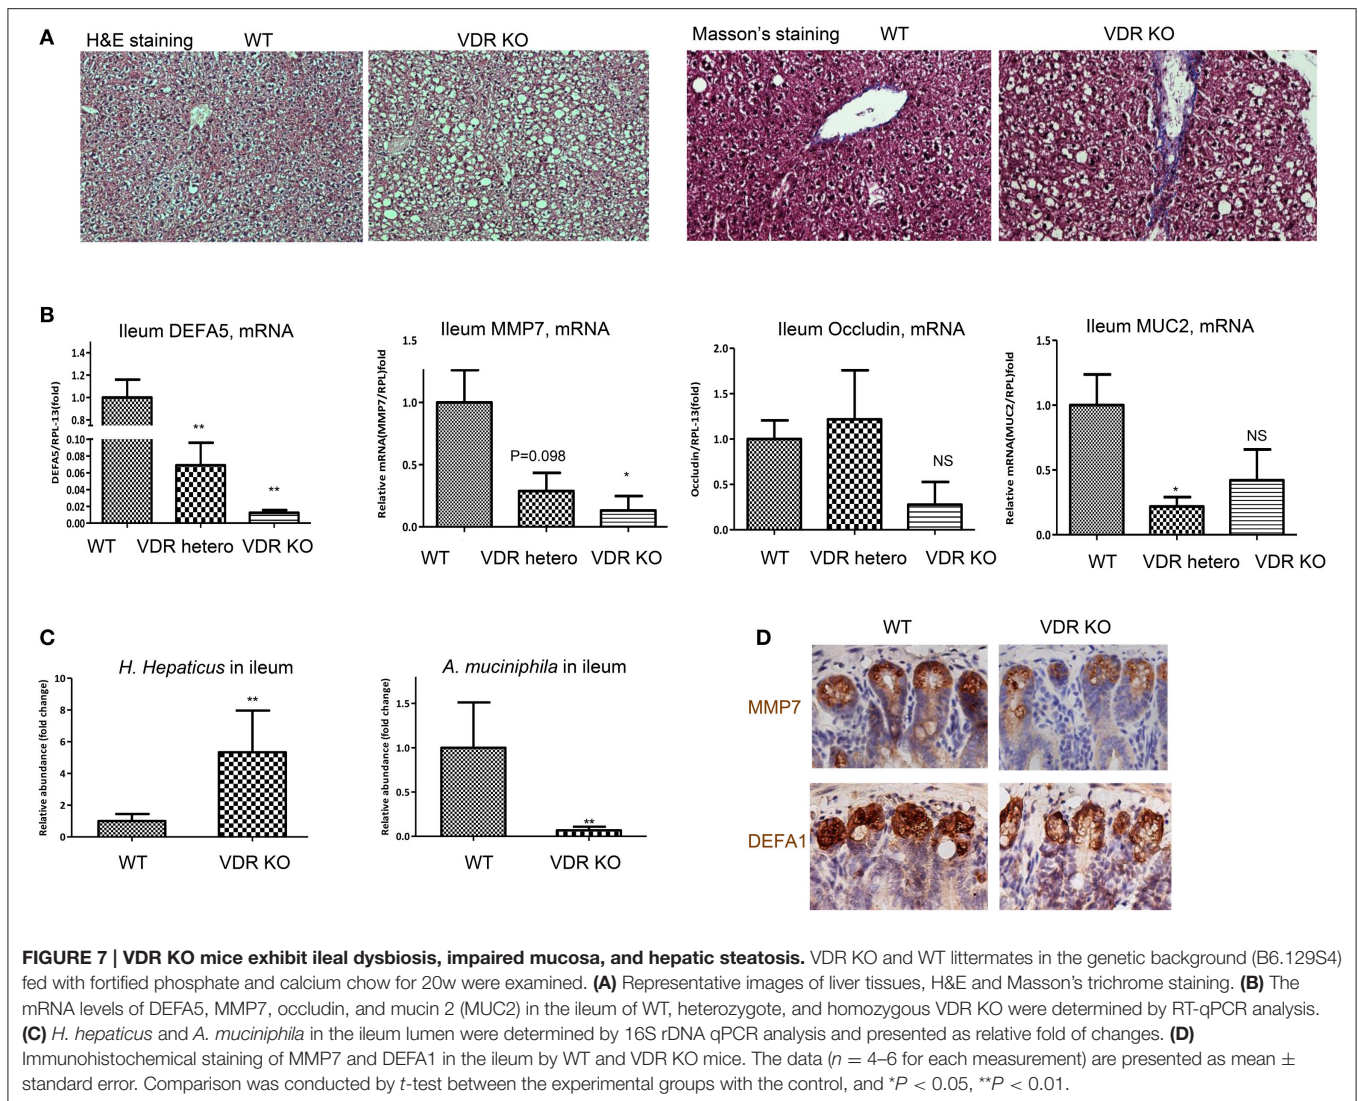 A
H&E staining
WT
VDR KO
Masson's staining
WT
VDR KO
B
Ileum DEFA5, mRNA
DEFA5/RPL-13(fold)
1.4
1.2
1.0
0.8
0.10
0.08
0.06
0.04
0.02
0.00
**
**
WT
VDR hetero
VDR KO
Ileum MMP7, mRNA
Relative mRNA(MMP7/RPL)fold
1.5
1.0
0.5
0.0
P=0.098
*
WT
VDR hetero
VDR KO
Ileum Occludin, mRNA
Occludin/RPL-13(fold)
2.0
1.5
1.0
0.5
0.0
NS
WT
VDR hetero
VDR KO
Ileum MUC2, mRNA
Relative mRNA(MUC2/RPL)fold
1.5
1.0
0.5
0.0
*
NS
WT
VDR hetero
VDR KO
C
H. Hepaticus in ileum
Relative abundance (fold change)
10
8
6
4
2
0
**
WT
VDR KO
A. muciniphila in ileum
Relative abundance (fold change)
1.5
1.0
0.5
0.0
**
WT
VDR KO
D
WT
VDR KO
MMP7
DEFA1
FIGURE 7 | VDR KO mice exhibit ileal dysbiosis, impaired mucosa, and hepatic steatosis. VDR KO and WT littermates in the genetic background (B6.129S4)
fed with fortified phosphate and calcium chow for 20w were examined. (A) Representative images of liver tissues, H&E and Masson's trichrome staining. (B) The
mRNA levels of DEFA5, MMP7, occludin, and mucin 2 (MUC2) in the ileum of WT, heterozygote, and homozygous VDR KO were determined by RT-qPCR analysis.
(C) H. hepaticus and A. muciniphila in the ileum lumen were determined by 16S rDNA qPCR analysis and presented as relative fold of changes. (D)
Immunohistochemical staining of MMP7 and DEFA1 in the ileum by WT and VDR KO mice. The data (n = 4–6 for each measurement) are presented as mean ±
standard error. Comparison was conducted by t-test between the experimental groups with the control, and *P < 0.05, **P < 0.01.